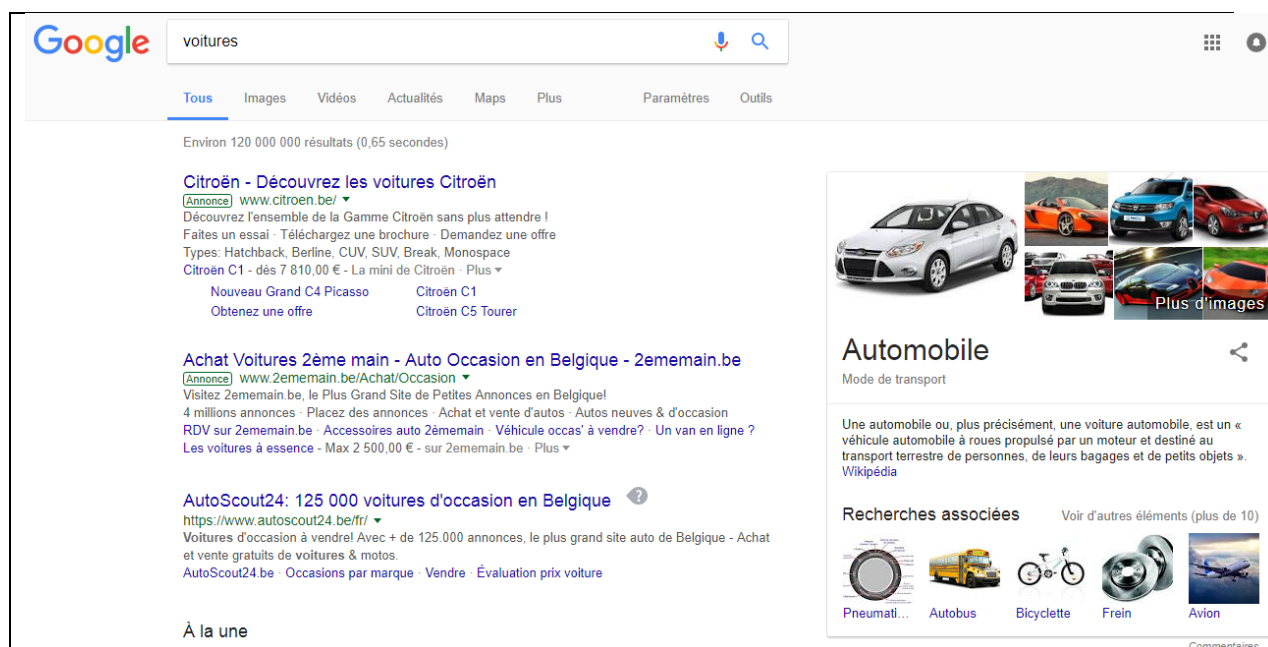 Google
voitures
Tous Images Vidéos Actualités Maps Plus Paramètres Outils
Environ 120 000 000 résultats (0,65 secondes)
Citroën - Découvrez les voitures Citroën
Annonce www.citroen.be/
Découvrez l'ensemble de la Gamme Citroën sans plus attendre !
Faites un essai · Téléchargez une brochure · Demandez une offre
Types: Hatchback, Berline, CUV, SUV, Break, Monospace
Citroën C1 - dès 7 810,00 € - La mini de Citroën · Plus
Nouveau Grand C4 Picasso Citroën C1
Obtenez une offre Citroën C5 Tourer
Achat Voitures 2ème main - Auto Occasion en Belgique - 2ememain.be
Annonce www.2ememain.be/Achat/Occasion
Visitez 2ememain.be, le Plus Grand Site de Petites Annonces en Belgique!
4 millions annonces · Placez des annonces · Achat et vente d'autos · Autos neuves & d'occasion
RDV sur 2ememain.be · Accessoires auto 2èmemain · Véhicule occas' à vendre? · Un van en ligne ?
Les voitures à essence - Max 2 500,00 € - sur 2ememain.be · Plus
AutoScout24: 125 000 voitures d'occasion en Belgique
https://www.autoscout24.be/fr/
Voitures d'occasion à vendre! Avec + de 125.000 annonces, le plus grand site auto de Belgique - Achat
et vente gratuits de voitures & motos.
AutoScout24.be · Occasions par marque · Vendre · Évaluation prix voiture
À la une
Plus d'images
Automobile
Mode de transport
Une automobile ou, plus précisément, une voiture automobile, est un «
véhicule automobile à roues propulsé par un moteur et destiné au
transport terrestre de personnes, de leurs bagages et de petits objets ».
Wikipédia
Recherches associées Voir d'autres éléments (plus de 10)
Pneumati... Autobus Bicyclette Frein Avion
Commentaires